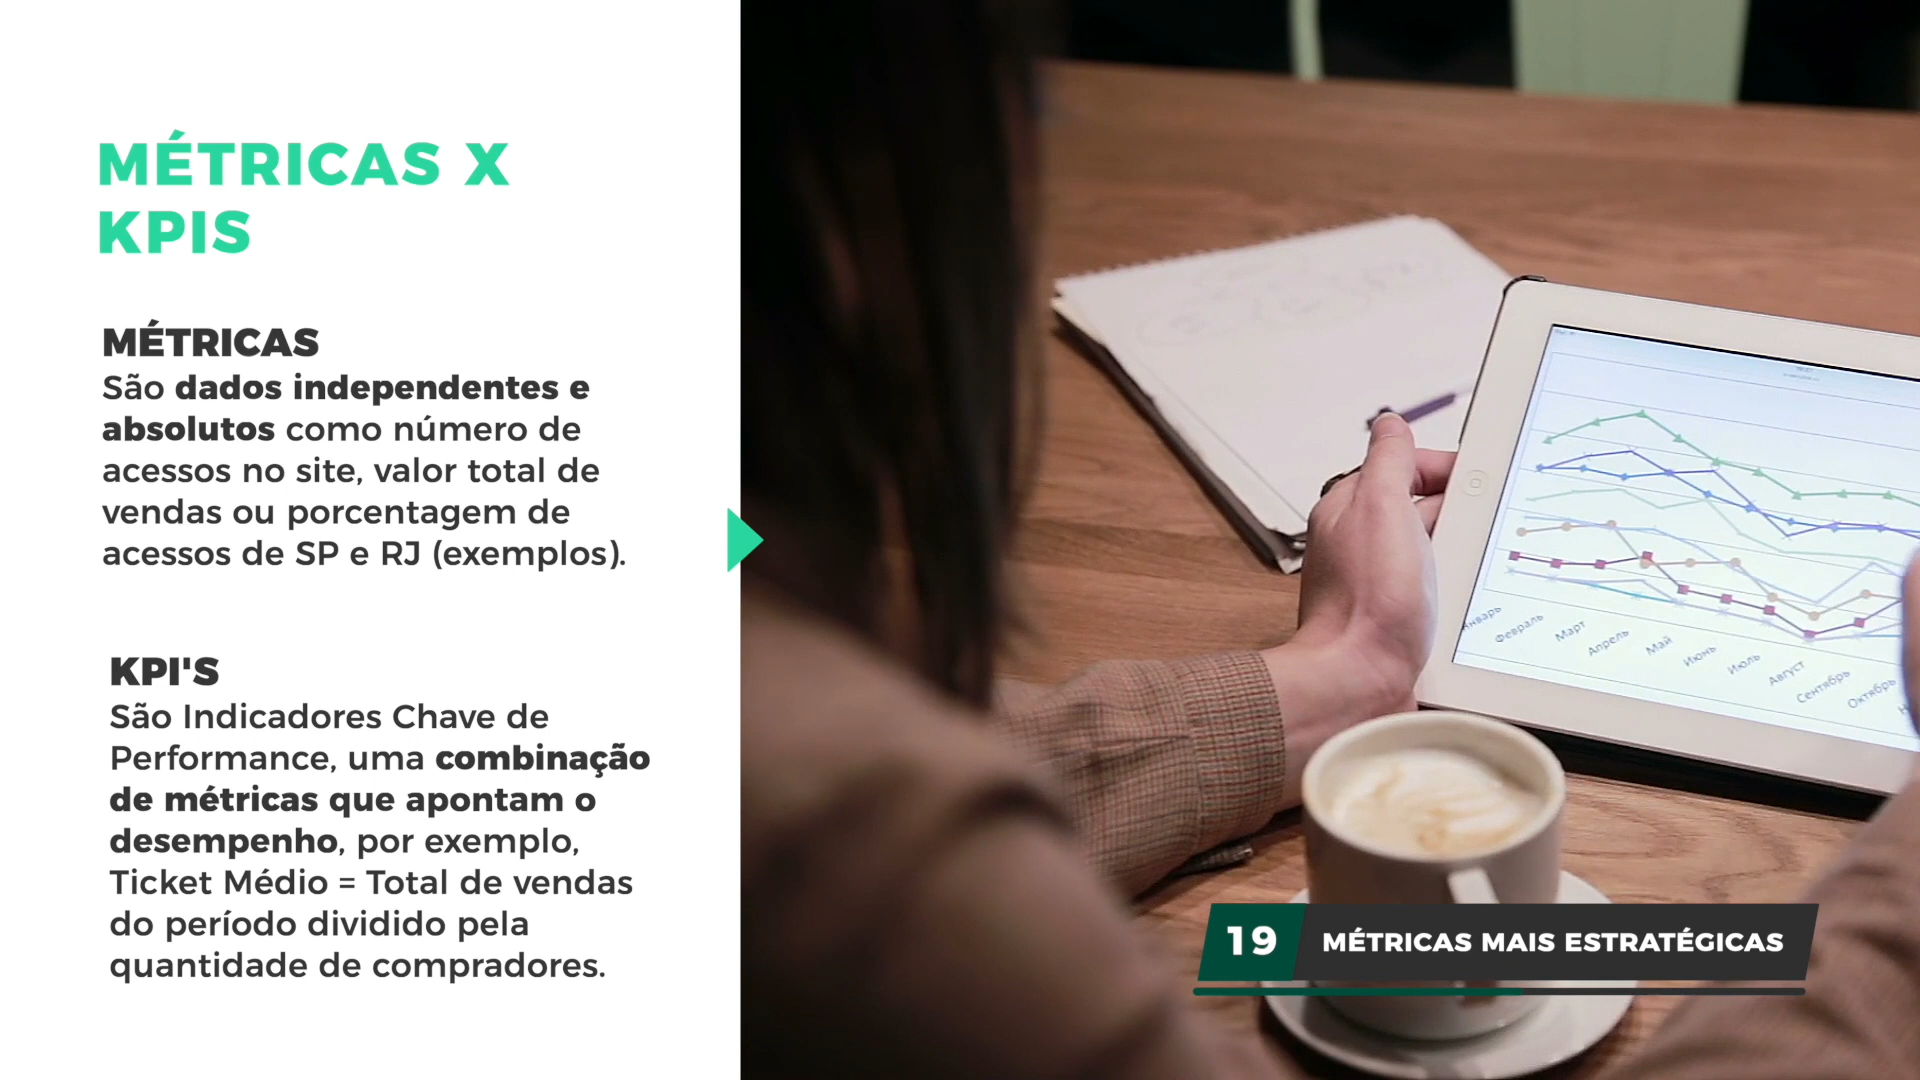 MÉTRICAS X
KPIS
MÉTRICAS
São dados independentes e
absolutos como número de
acessos no site, valor total de
vendas ou porcentagem de
acessos de SP e RJ (exemplos).
KPI'S
São Indicadores Chave de
Performance, uma combinação
de métricas que apontam o
desempenho, por exemplo,
Ticket Médio = Total de vendas
do período dividido pela
quantidade de compradores.
Февраль
Март
Апрель
Май
Июнь
Июль
Август
Сентябрь
Октябрь
19 MÉTRICAS MAIS ESTRATÉGICAS